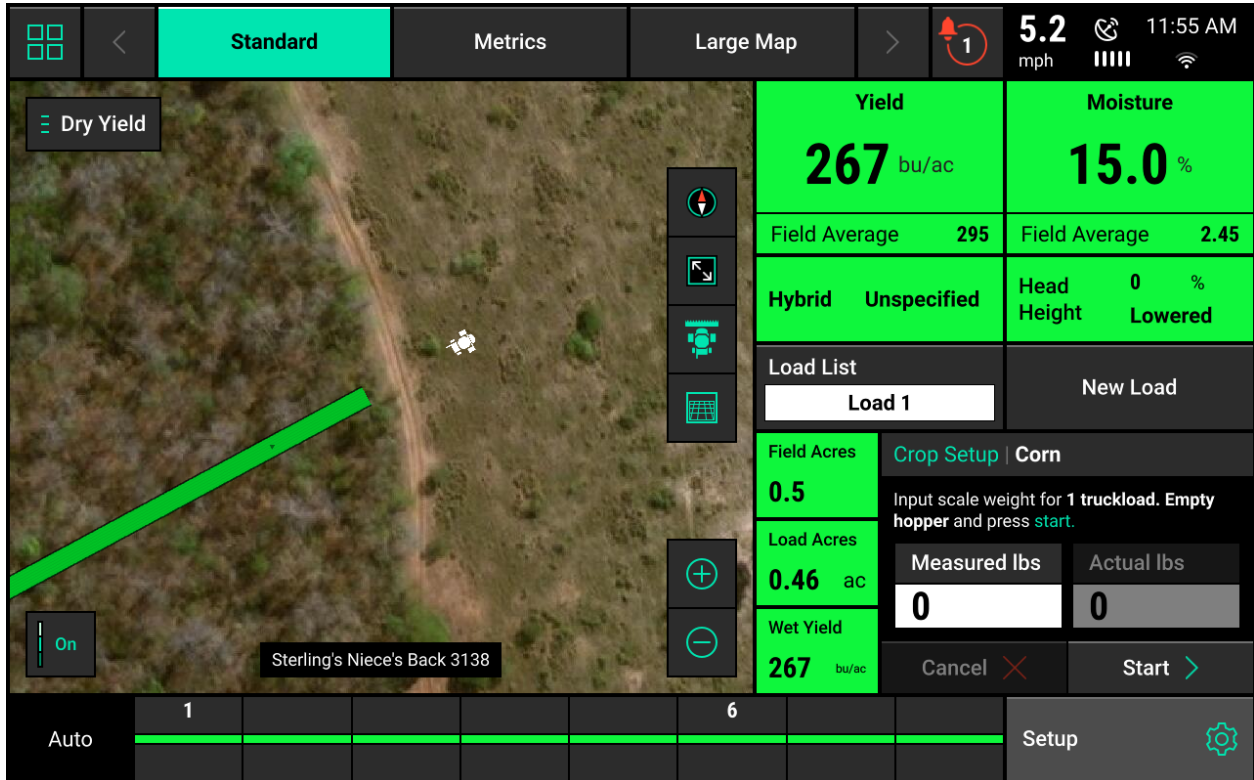 Standard
Metrics
Large Map
1
5.2
mph
11:55 AM
Dry Yield
On
Sterling's Niece's Back 3138
Yield
267 bu/ac
Field Average 295
Moisture
15.0 %
Field Average 2.45
Hybrid Unspecified
Head Height
0 %
Lowered
Load List
Load 1
New Load
Field Acres
0.5
Load Acres
0.46 ac
Wet Yield
267 bu/ac
Crop Setup | Corn
Input scale weight for 1 truckload. Empty
hopper and press start.
Measured lbs
0
Actual lbs
0
Cancel
Start
Auto
1
6
Setup